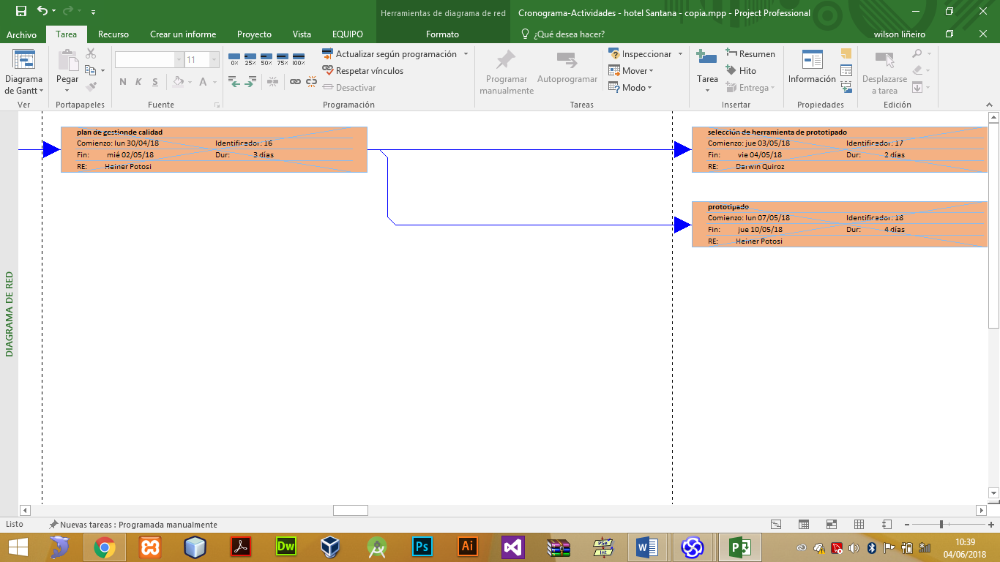 Herramientas de diagrama de red
Cronograma-Actividades - hotel Santana - copia.mpp - Project Professional
Archivo
Tarea
Recurso
Crear un informe
Proyecto
Vista
EQUIPO
Formato
¿Qué desea hacer?
wilson liñeiro
Diagrama
de Gantt
Ver
Pegar
Portapapeles
11
N K S
A
Fuente
0% 25% 50% 75% 100%
Actualizar según programación
Respetar vínculos
Desactivar
Programación
Programar
manualmente
Autoprogramar
Inspeccionar
Mover
Modo
Tareas
Tarea
Resumen
Hito
Entrega
Insertar
Información
Propiedades
Desplazarse
a tarea
Edición
DIAGRAMA DE RED
plan de gestionde calidad
Comienzo: lun 30/04/18 Identificador: 16
Fin: mié 02/05/18 Dur: 3 días
RE: Heiner Potosi
selección de herramienta de prototipado
Comienzo: jue 03/05/18 Identificador: 17
Fin: vie 04/05/18 Dur: 2 días
RE: Darwin Quiroz
prototipado
Comienzo: lun 07/05/18 Identificador: 18
Fin: jue 10/05/18 Dur: 4 días
RE: Heiner Potosi
Listo
Nuevas tareas : Programada manualmente
Dw
Ps
Ai
PSe
Int
10:39
04/06/2018